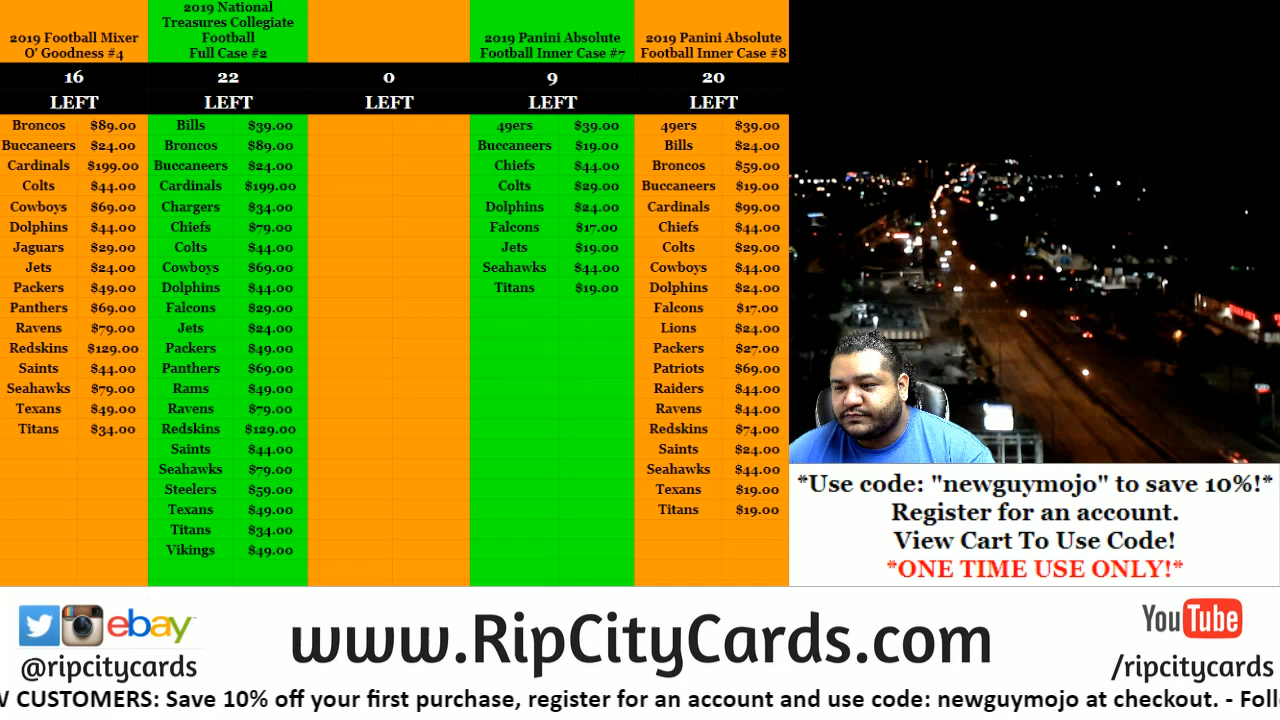 2019 Football Mixer
O' Goodness #4
16
LEFT
Broncos $89.00
Buccaneers $24.00
Cardinals $199.00
Colts $44.00
Cowboys $69.00
Dolphins $44.00
Jaguars $29.00
Jets $24.00
Packers $49.00
Panthers $69.00
Ravens $79.00
Redskins $129.00
Saints $44.00
Seahawks $79.00
Texans $49.00
Titans $34.00
2019 National
Treasures Collegiate
Football
Full Case #2
22
LEFT
Bills $39.00
Broncos $89.00
Buccaneers $24.00
Cardinals $199.00
Chargers $34.00
Chiefs $79.00
Colts $44.00
Cowboys $69.00
Dolphins $44.00
Falcons $29.00
Jets $24.00
Packers $49.00
Panthers $69.00
Rams $49.00
Ravens $79.00
Redskins $129.00
Saints $44.00
Seahawks $79.00
Steelers $59.00
Texans $49.00
Titans $34.00
Vikings $49.00
0
LEFT
2019 Panini Absolute
Football Inner Case #7
9
LEFT
49ers $39.00
Buccaneers $19.00
Chiefs $44.00
Colts $29.00
Dolphins $24.00
Falcons $17.00
Jets $19.00
Seahawks $44.00
Titans $19.00
2019 Panini Absolute
Football Inner Case #8
20
LEFT
49ers $39.00
Bills $24.00
Broncos $59.00
Buccaneers $19.00
Cardinals $99.00
Chiefs $44.00
Colts $29.00
Cowboys $44.00
Dolphins $24.00
Falcons $17.00
Lions $24.00
Packers $27.00
Patriots $69.00
Raiders $44.00
Ravens $44.00
Redskins $74.00
Saints $24.00
Seahawks $44.00
Texans $19.00
Titans $19.00
*Use code: "newguymojo" to save 10%!*
Register for an account.
View Cart To Use Code!
*ONE TIME USE ONLY!*
ebay
@ripcitycards
www.RipCityCards.com
YouTube
/ripcitycards
W CUSTOMERS: Save 10% off your first purchase, register for an account and use code: newguymojo at checkout. - Foll